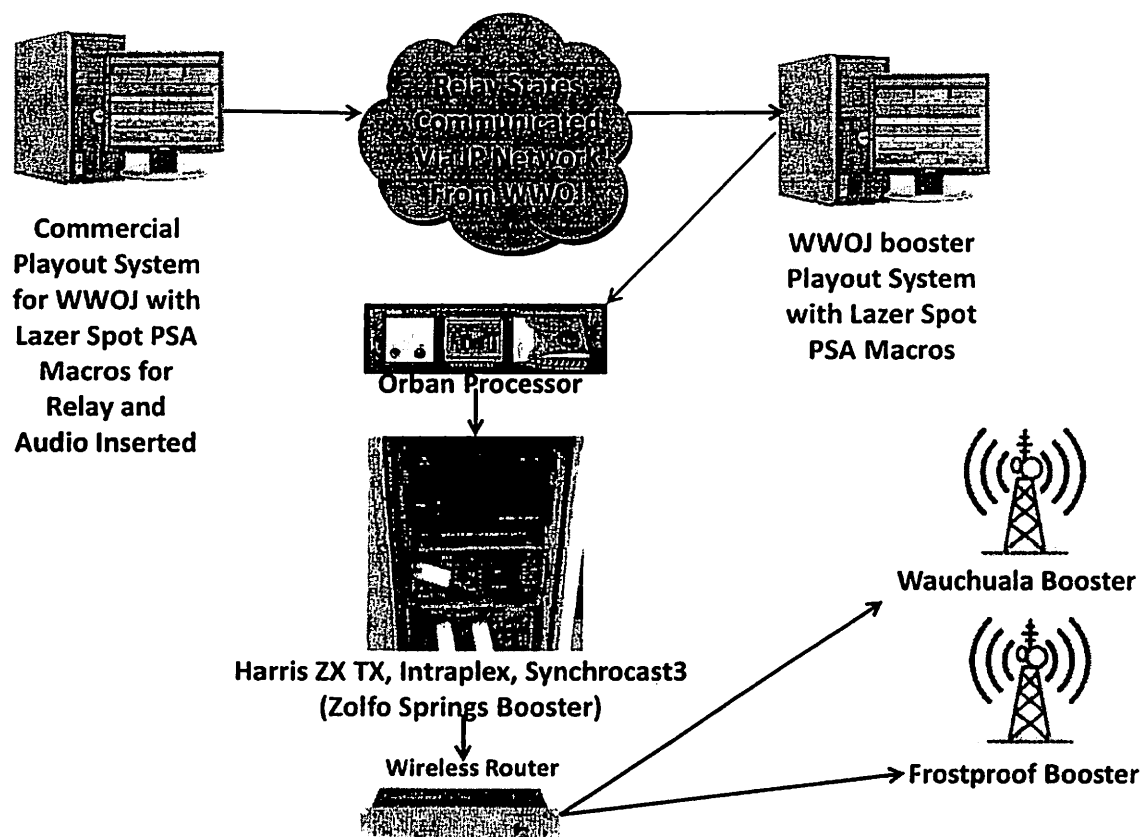 Relay States
Communicated
Via IP Network
From WWOJ
Commercial
Playout System
for WWOJ with
Lazer Spot PSA
Macros for
Relay and
Audio Inserted
WWOJ booster
Playout System
with Lazer Spot
PSA Macros
Orban Processor
Wauchuala Booster
Harris ZX TX, Intraplex, Synchrocast3
(Zolfo Springs Booster)
Wireless Router
Frostproof Booster